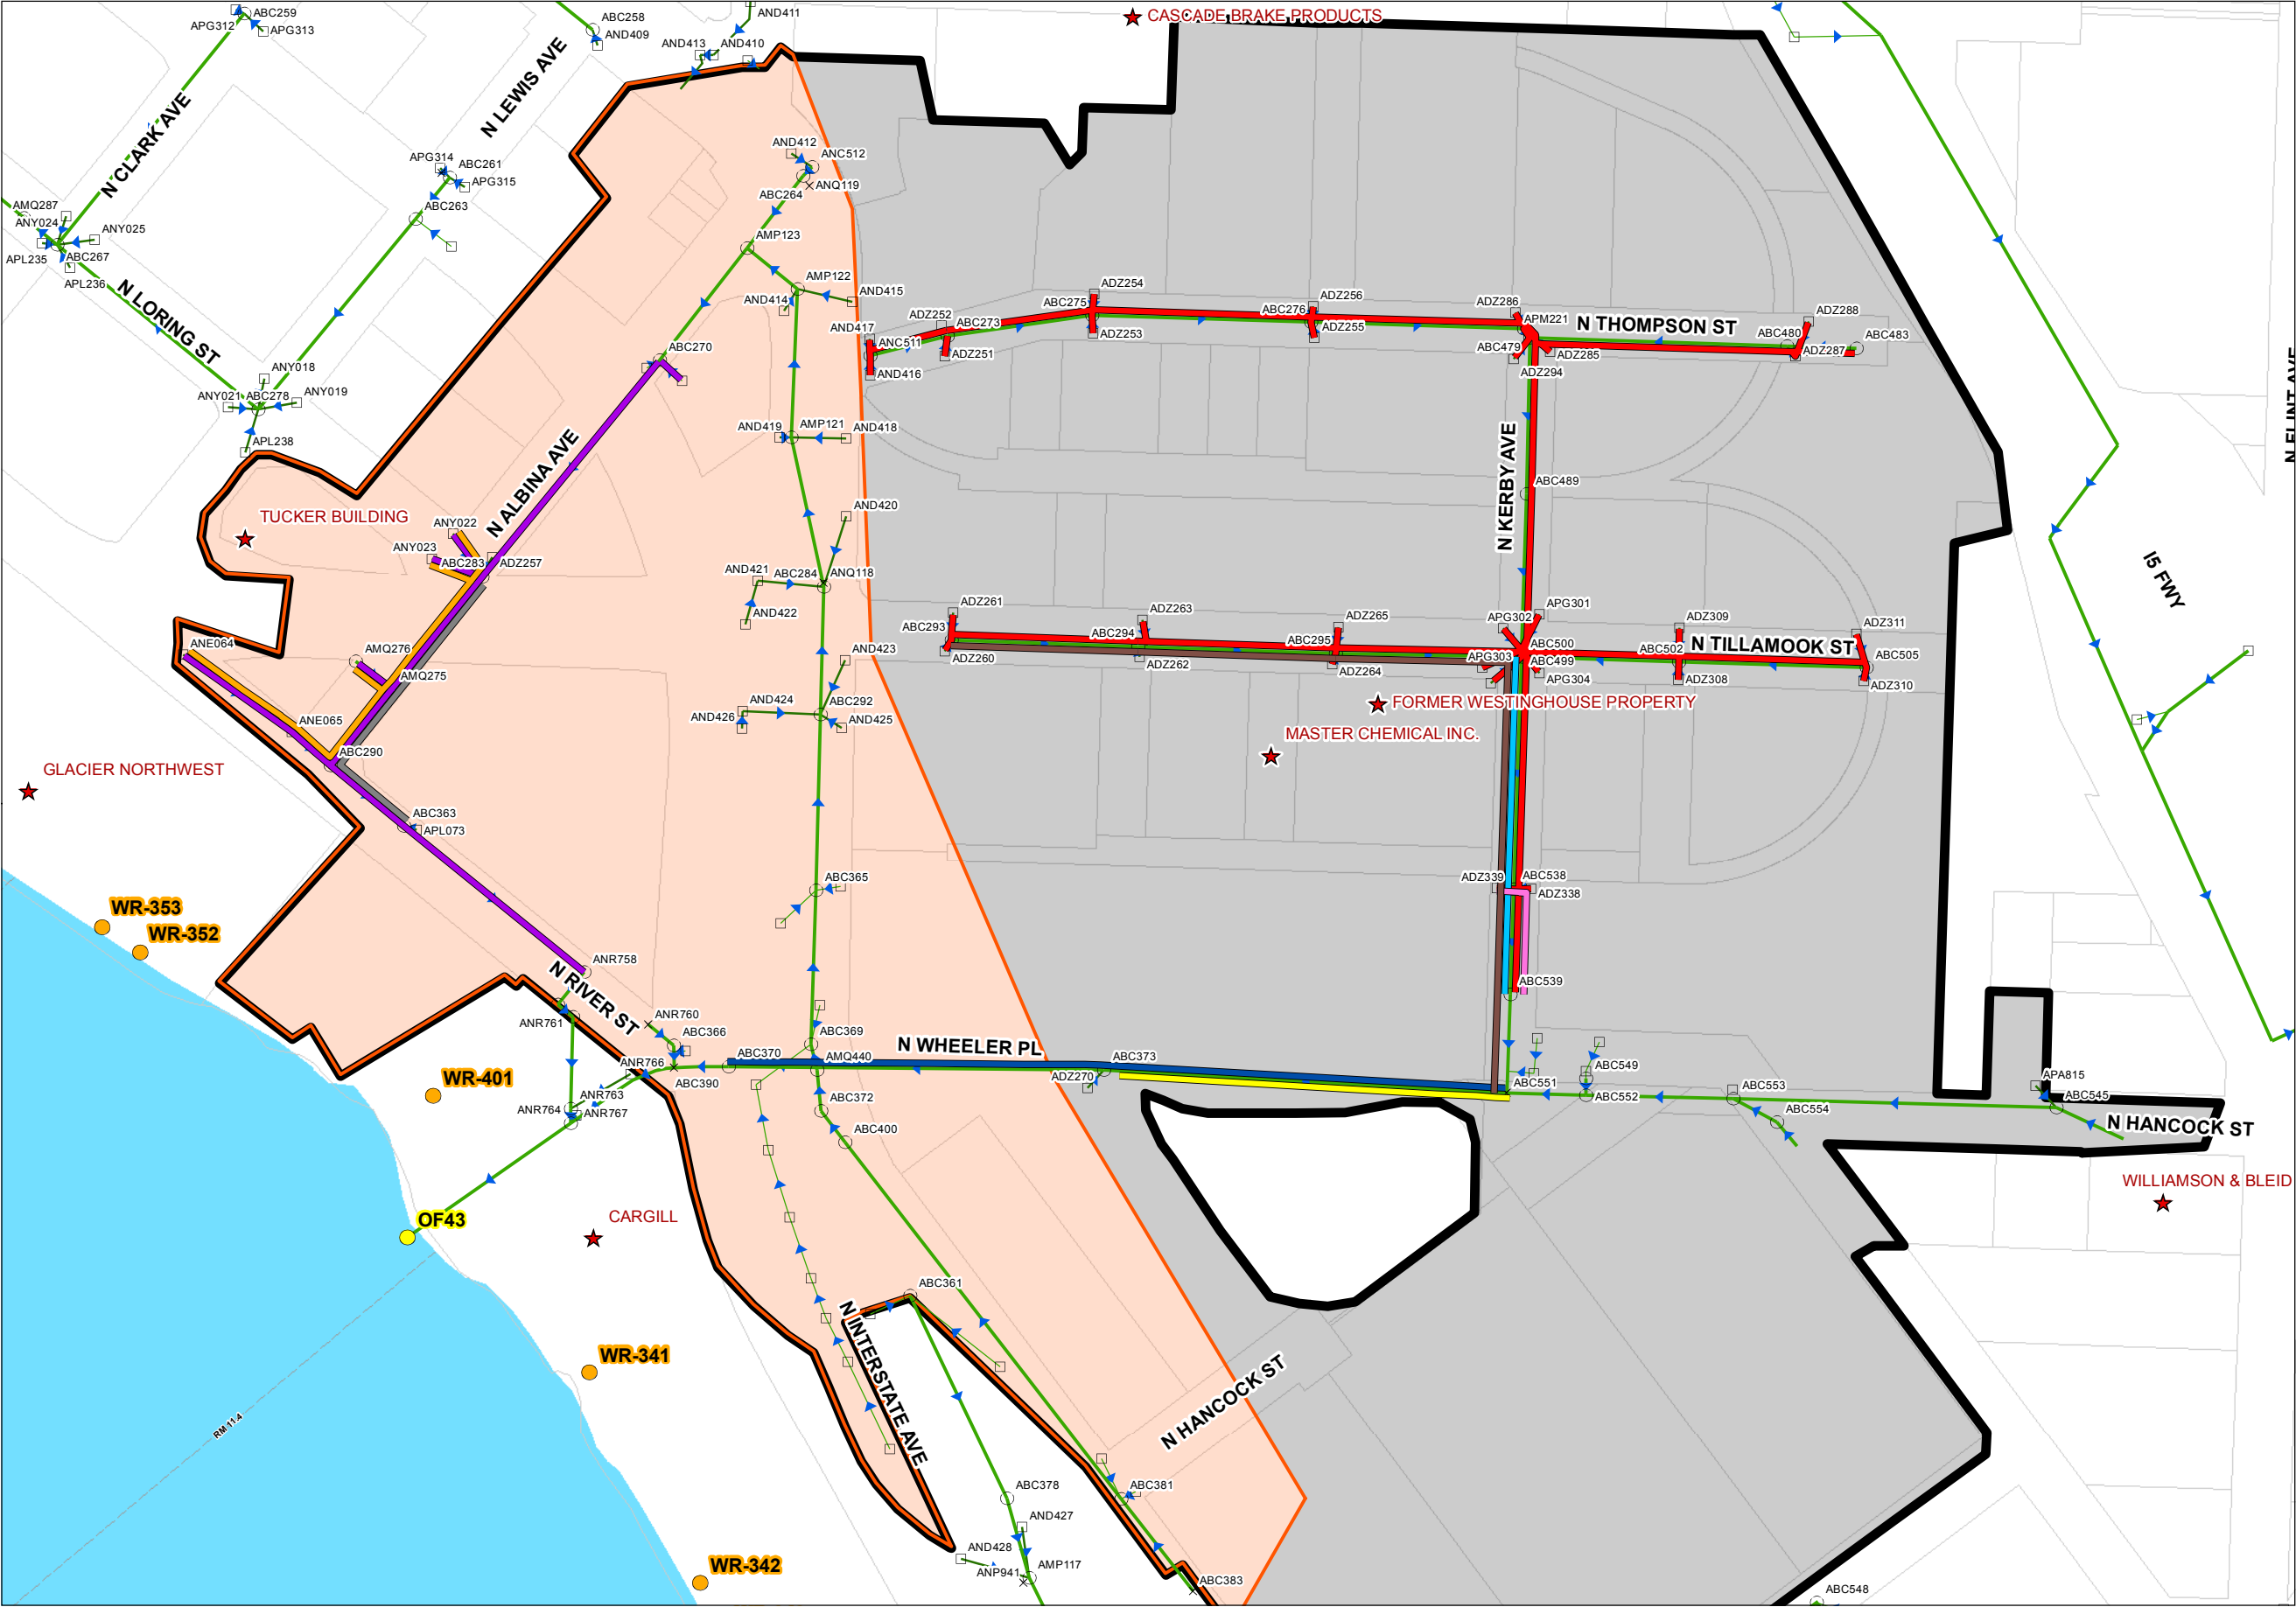 ABC259
APG312
APG313
ABC258
AND409
AND411
AND413
AND410
CASCADE BRAKE PRODUCTS
N CLARK AVE
N LEWIS AVE
APG314
ABC261
APG315
ABC263
AND412
ANC512
ANQ119
ABC264
AMQ287
ANY024
ANY025
APL235
ABC267
APL236
N LORING ST
AMP123
AMP122
AND415
AND414
AND417
ADZ252
ABC273
ANC511
ADZ251
AND416
ABC275
ADZ254
ADZ253
ABC276
ADZ256
ADZ255
ADZ286
APM221
N THOMPSON ST
ABC479
ADZ285
ADZ294
ABC480
ADZ288
ADZ287
ABC483
N FLINT AVE
ABC270
ANY018
ANY021
ABC278
ANY019
APL238
N ALBINA AVE
AND419
AMP121
AND418
N KERBY AVE
ABC489
TUCKER BUILDING
ANY022
ANY023
ABC283
ADZ257
AND420
AND421
ABC284
ANQ118
AND422
I5 FWY
ADZ261
ABC293
ADZ260
ADZ263
ABC294
ADZ262
ADZ265
ABC295
ADZ264
APG301
APG302
ABC500
APG303
ABC499
APG304
ADZ309
ABC502
N TILLAMOOK ST
ADZ308
ADZ311
ABC505
ADZ310
ANE064
AMQ276
AMQ275
ANE065
ABC290
AND423
AND424
ABC292
AND426
AND425
FORMER WESTINGHOUSE PROPERTY
MASTER CHEMICAL INC.
GLACIER NORTHWEST
ABC363
APL073
ABC365
ADZ339
ABC538
ADZ338
WR-353
WR-352
ANR758
N RIVER ST
ABC539
ANR761
ANR760
ABC366
ABC369
N WHEELER PL
ANR766
ABC370
AMQ440
ABC373
ADZ270
ABC390
WR-401
ANR763
ANR764
ANR767
ABC372
ABC400
ABC551
ABC549
ABC552
ABC553
ABC554
APA815
ABC545
N HANCOCK ST
WILLIAMSON & BLEID
OF43
CARGILL
ABC361
N INTERSTATE AVE
WR-341
N HANCOCK ST
RM 11.4
ABC378
ABC381
AND427
AND428
ANP941
AMP117
WR-342
ABC383
ABC548